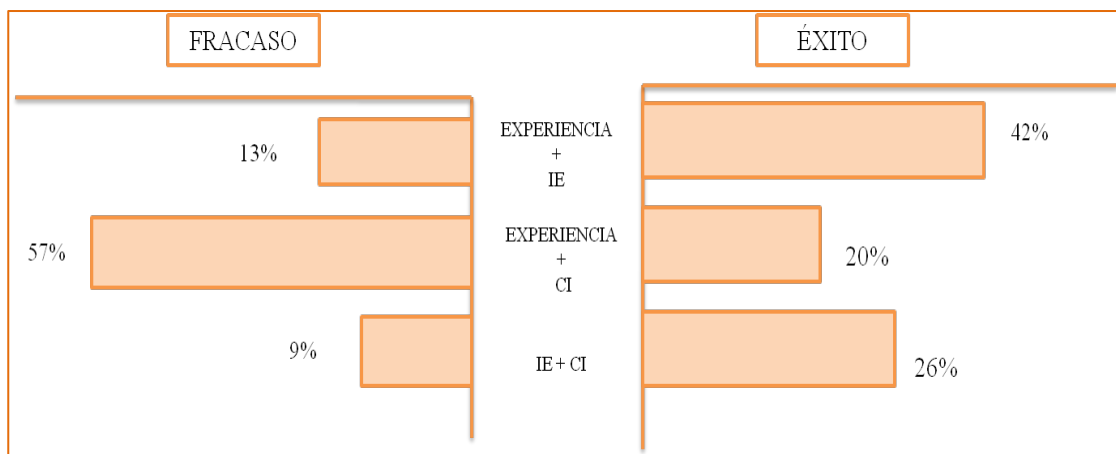 FRACASO
ÉXITO
13%
EXPERIENCIA
+
IE
42%
57%
EXPERIENCIA
+
CI
20%
9%
IE + CI
26%